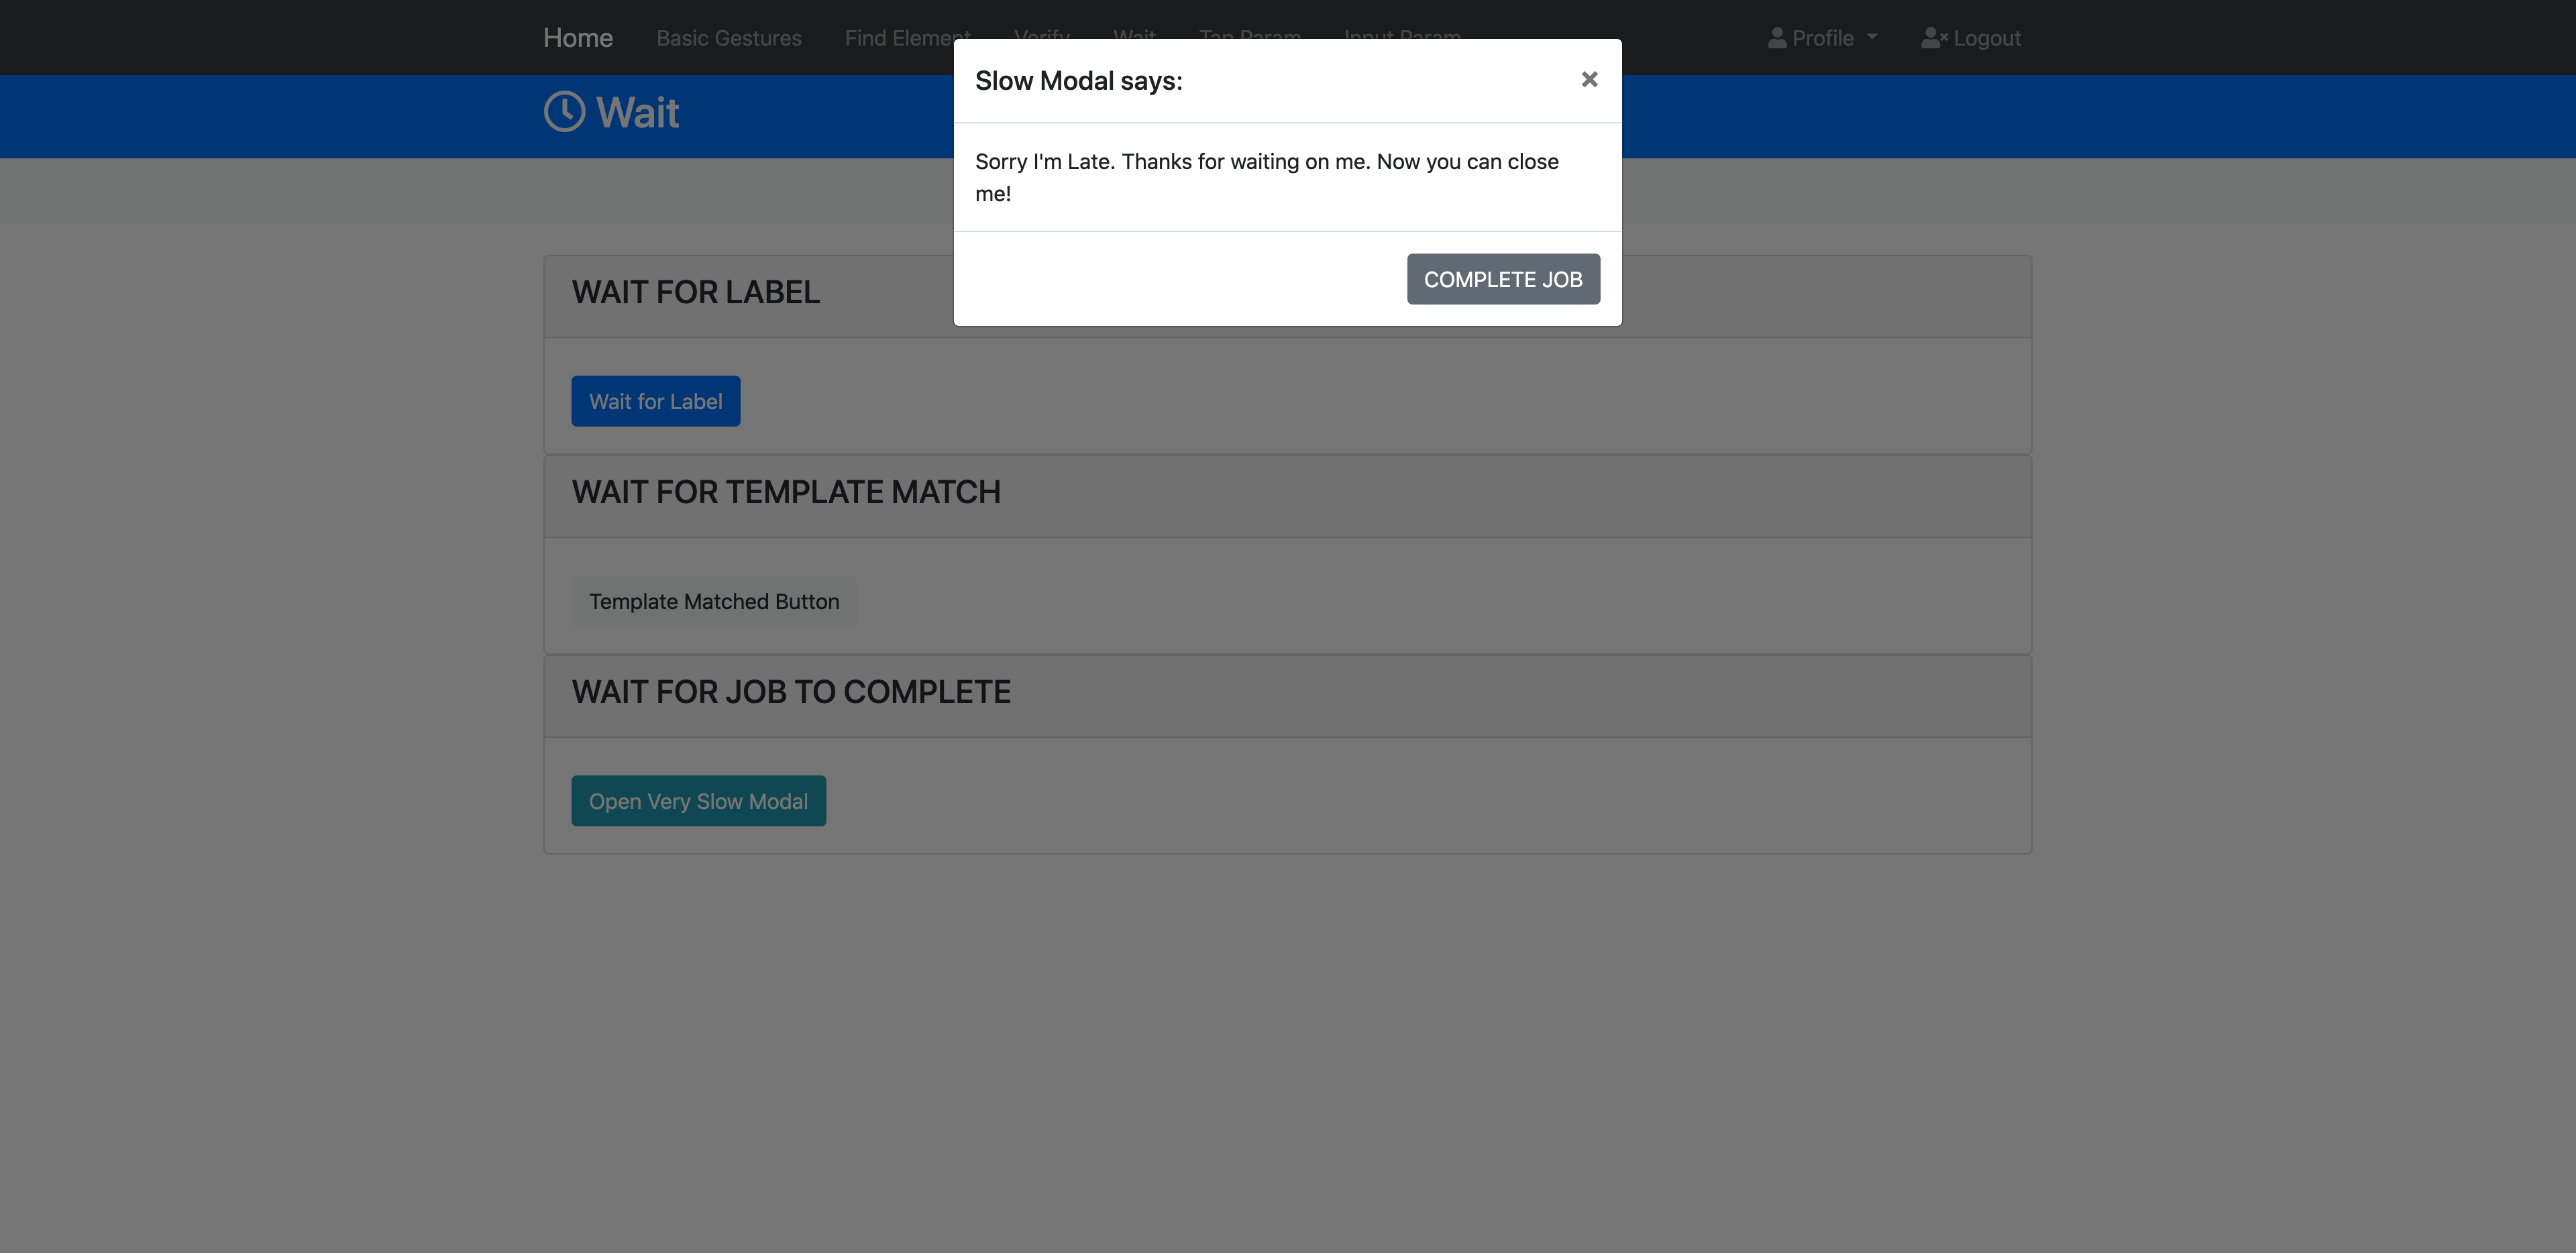 Home Basic Gestures Find Element Verify Wait Tap Param Input Param Profile Logout
Wait
Slow Modal says: ×
Sorry I'm Late. Thanks for waiting on me. Now you can close
me!
COMPLETE JOB
WAIT FOR LABEL
Wait for Label
WAIT FOR TEMPLATE MATCH
Template Matched Button
WAIT FOR JOB TO COMPLETE
Open Very Slow Modal